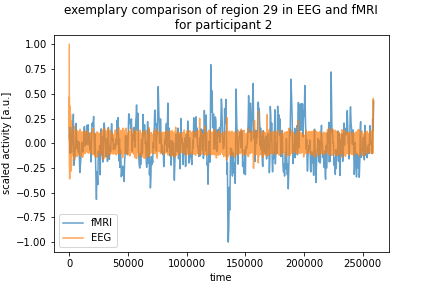 exemplary comparison of region 29 in EEG and fMRI
for participant 2
1.00
0.75
0.50
0.25
0.00
−0.25
−0.50
−0.75
−1.00
scaled activity [a.u.]
fMRI
EEG
0 50000 100000 150000 200000 250000
time